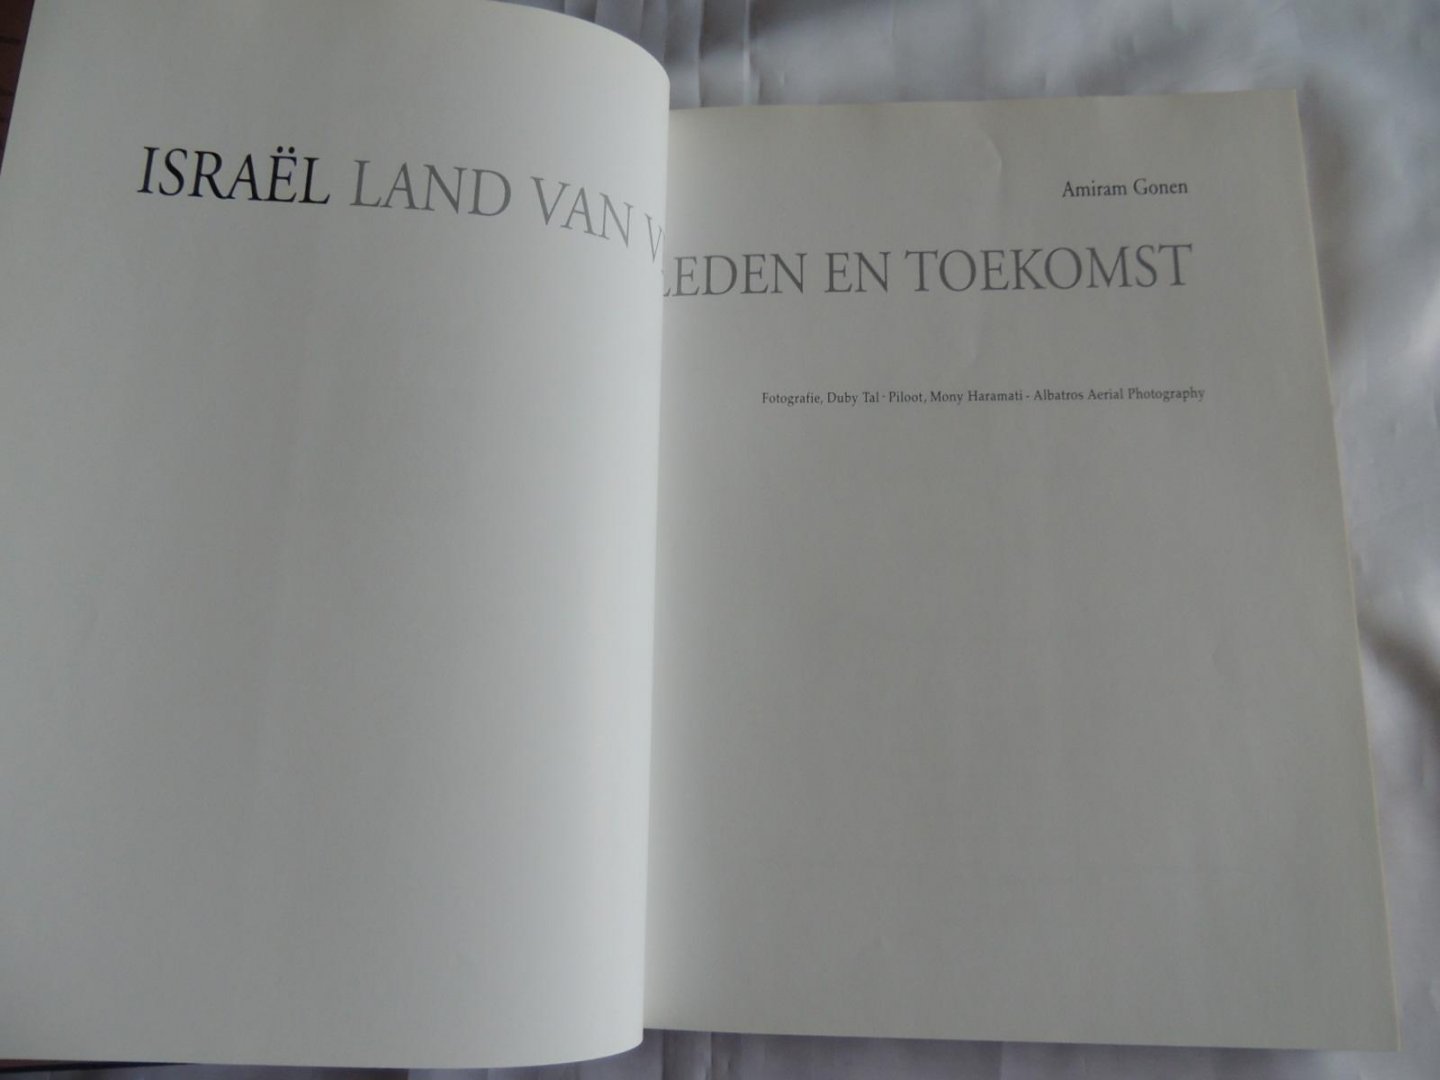 Amiram Gonen
ISRAËL LAND VAN V
LEDEN EN TOEKOMST
Fotografie, Duby Tal · Piloot, Mony Haramati · Albatros Aerial Photography